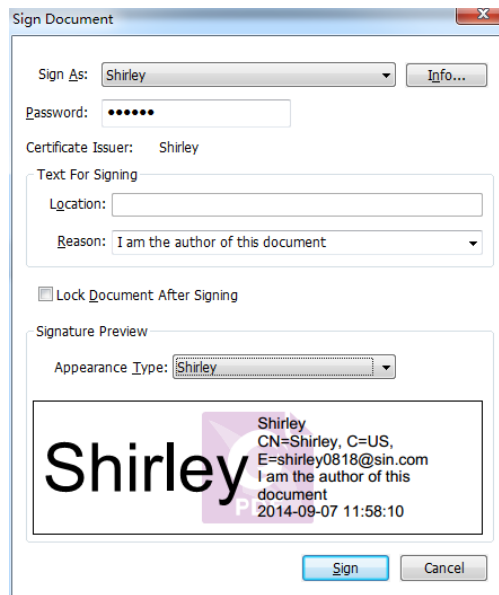 Sign Document
x
Sign As: Shirley Info...
Password: ●●●●●●
Certificate Issuer: Shirley
Text For Signing
Location:
Reason: I am the author of this document
Lock Document After Signing
Signature Preview
Appearance Type: Shirley
Shirley
Shirley
CN=Shirley, C=US,
E=shirley0818@sin.com
I am the author of this
document
2014-09-07 11:58:10
PDF
Sign Cancel